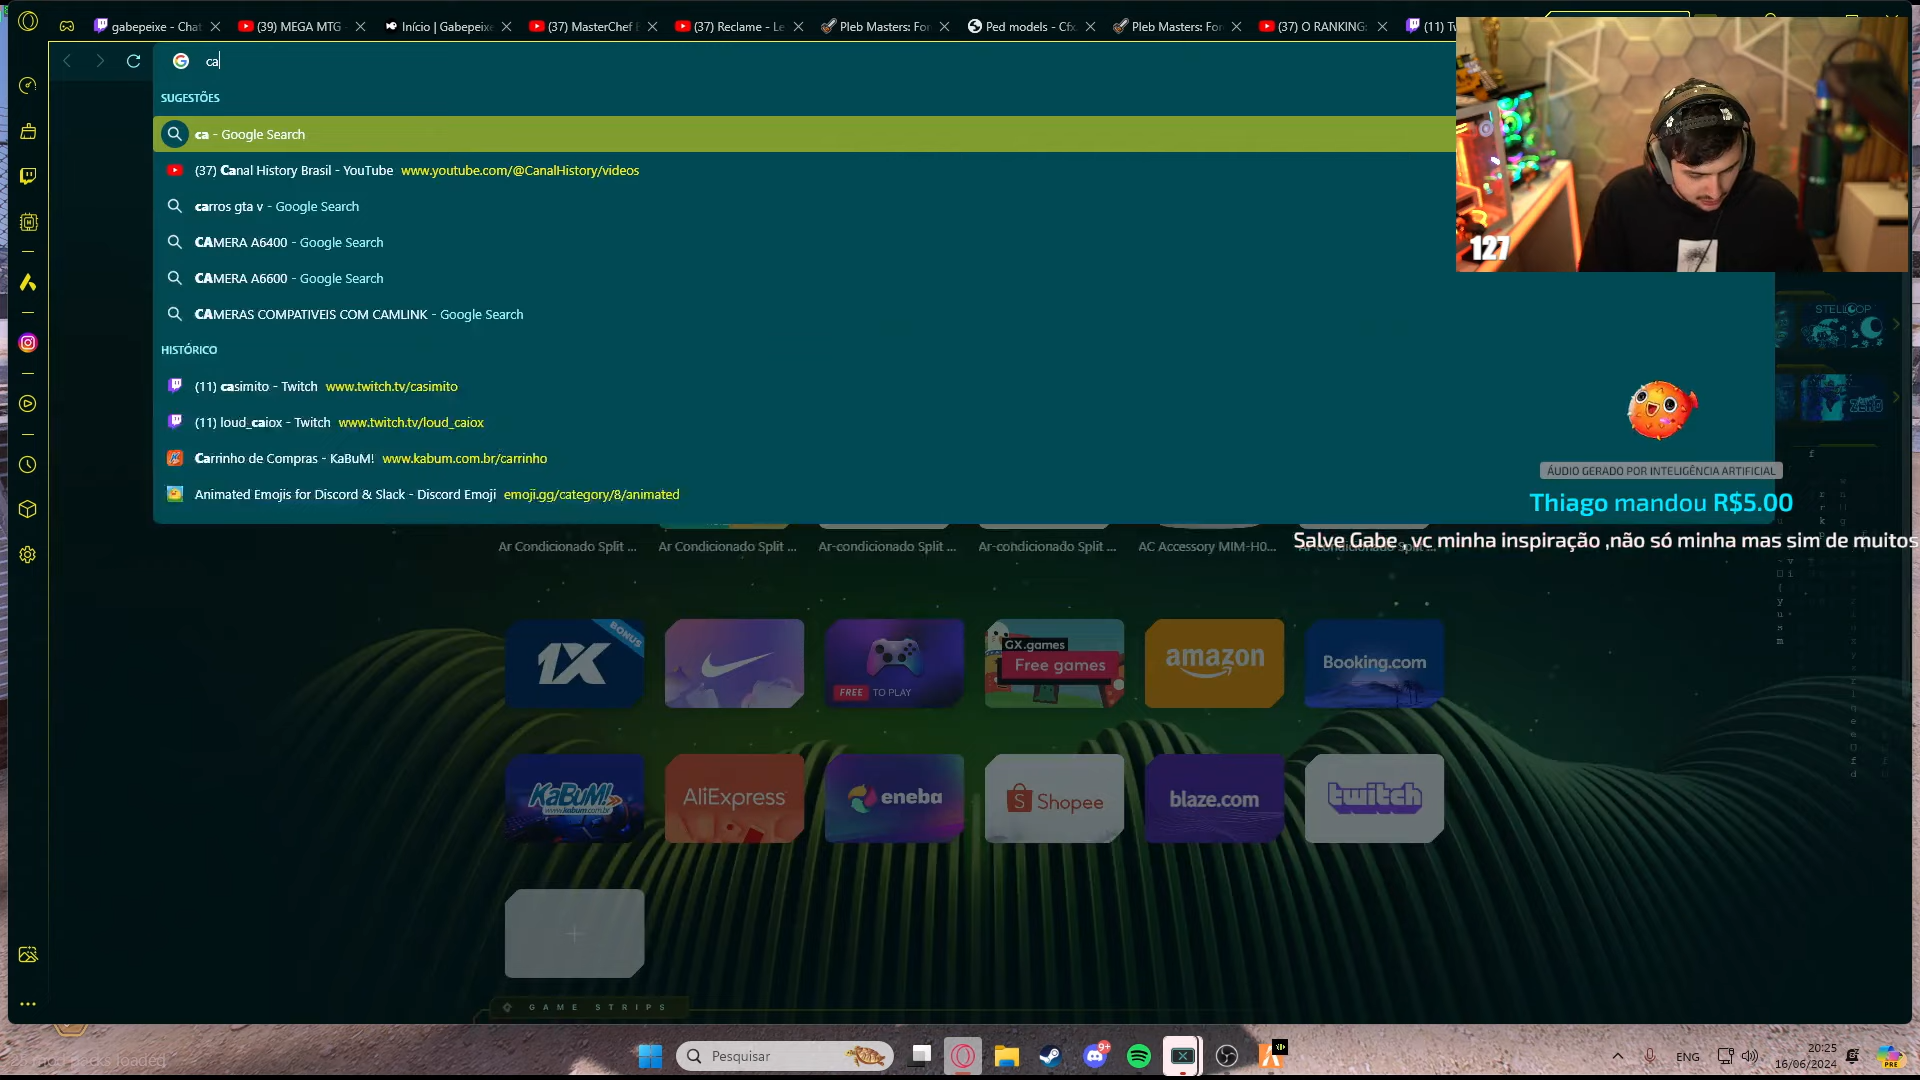 gabepeixe - Chat
(39) MEGA MTG -
Início | Gabepeixe
(37) MasterChef
(37) Reclame - Le
Pleb Masters: For
Ped models - Cfx.
Pleb Masters: For
(37) O RANKING:
(11) Tw
ca
SUGESTÕES
ca - Google Search
(37) Canal History Brasil - YouTube www.youtube.com/@CanalHistory/videos
carros gta v - Google Search
CAMERA A6400 - Google Search
CAMERA A6600 - Google Search
CAMERAS COMPATIVEIS COM CAMLINK - Google Search
HISTÓRICO
(11) casimito - Twitch www.twitch.tv/casimito
(11) loud_caiox - Twitch www.twitch.tv/loud_caiox
Carrinho de Compras - KaBuM! www.kabum.com.br/carrinho
Animated Emojis for Discord & Slack - Discord Emoji emoji.gg/category/8/animated
127
STELLOOP
ZERO
ÁUDIO GERADO POR INTELIGÊNCIA ARTIFICIAL
Thiago mandou R$5.00
Salve Gabe , vc minha inspiração ,não só minha mas sim de muitos
Ar Condicionado Split ...
Ar Condicionado Split ...
Ar-condicionado Split ...
Ar-condicionado Split ...
AC Accessory MIM-H0...
1X
BONUS
FREE TO PLAY
GX.games
Free games
amazon
Booking.com
KaBuM!
www.kabum.com.br
AliExpress
eneba
Shopee
blaze.com
twitch
GAME STRIPS
Pesquisar
9+
ENG
20:25
16/06/2024
PRE